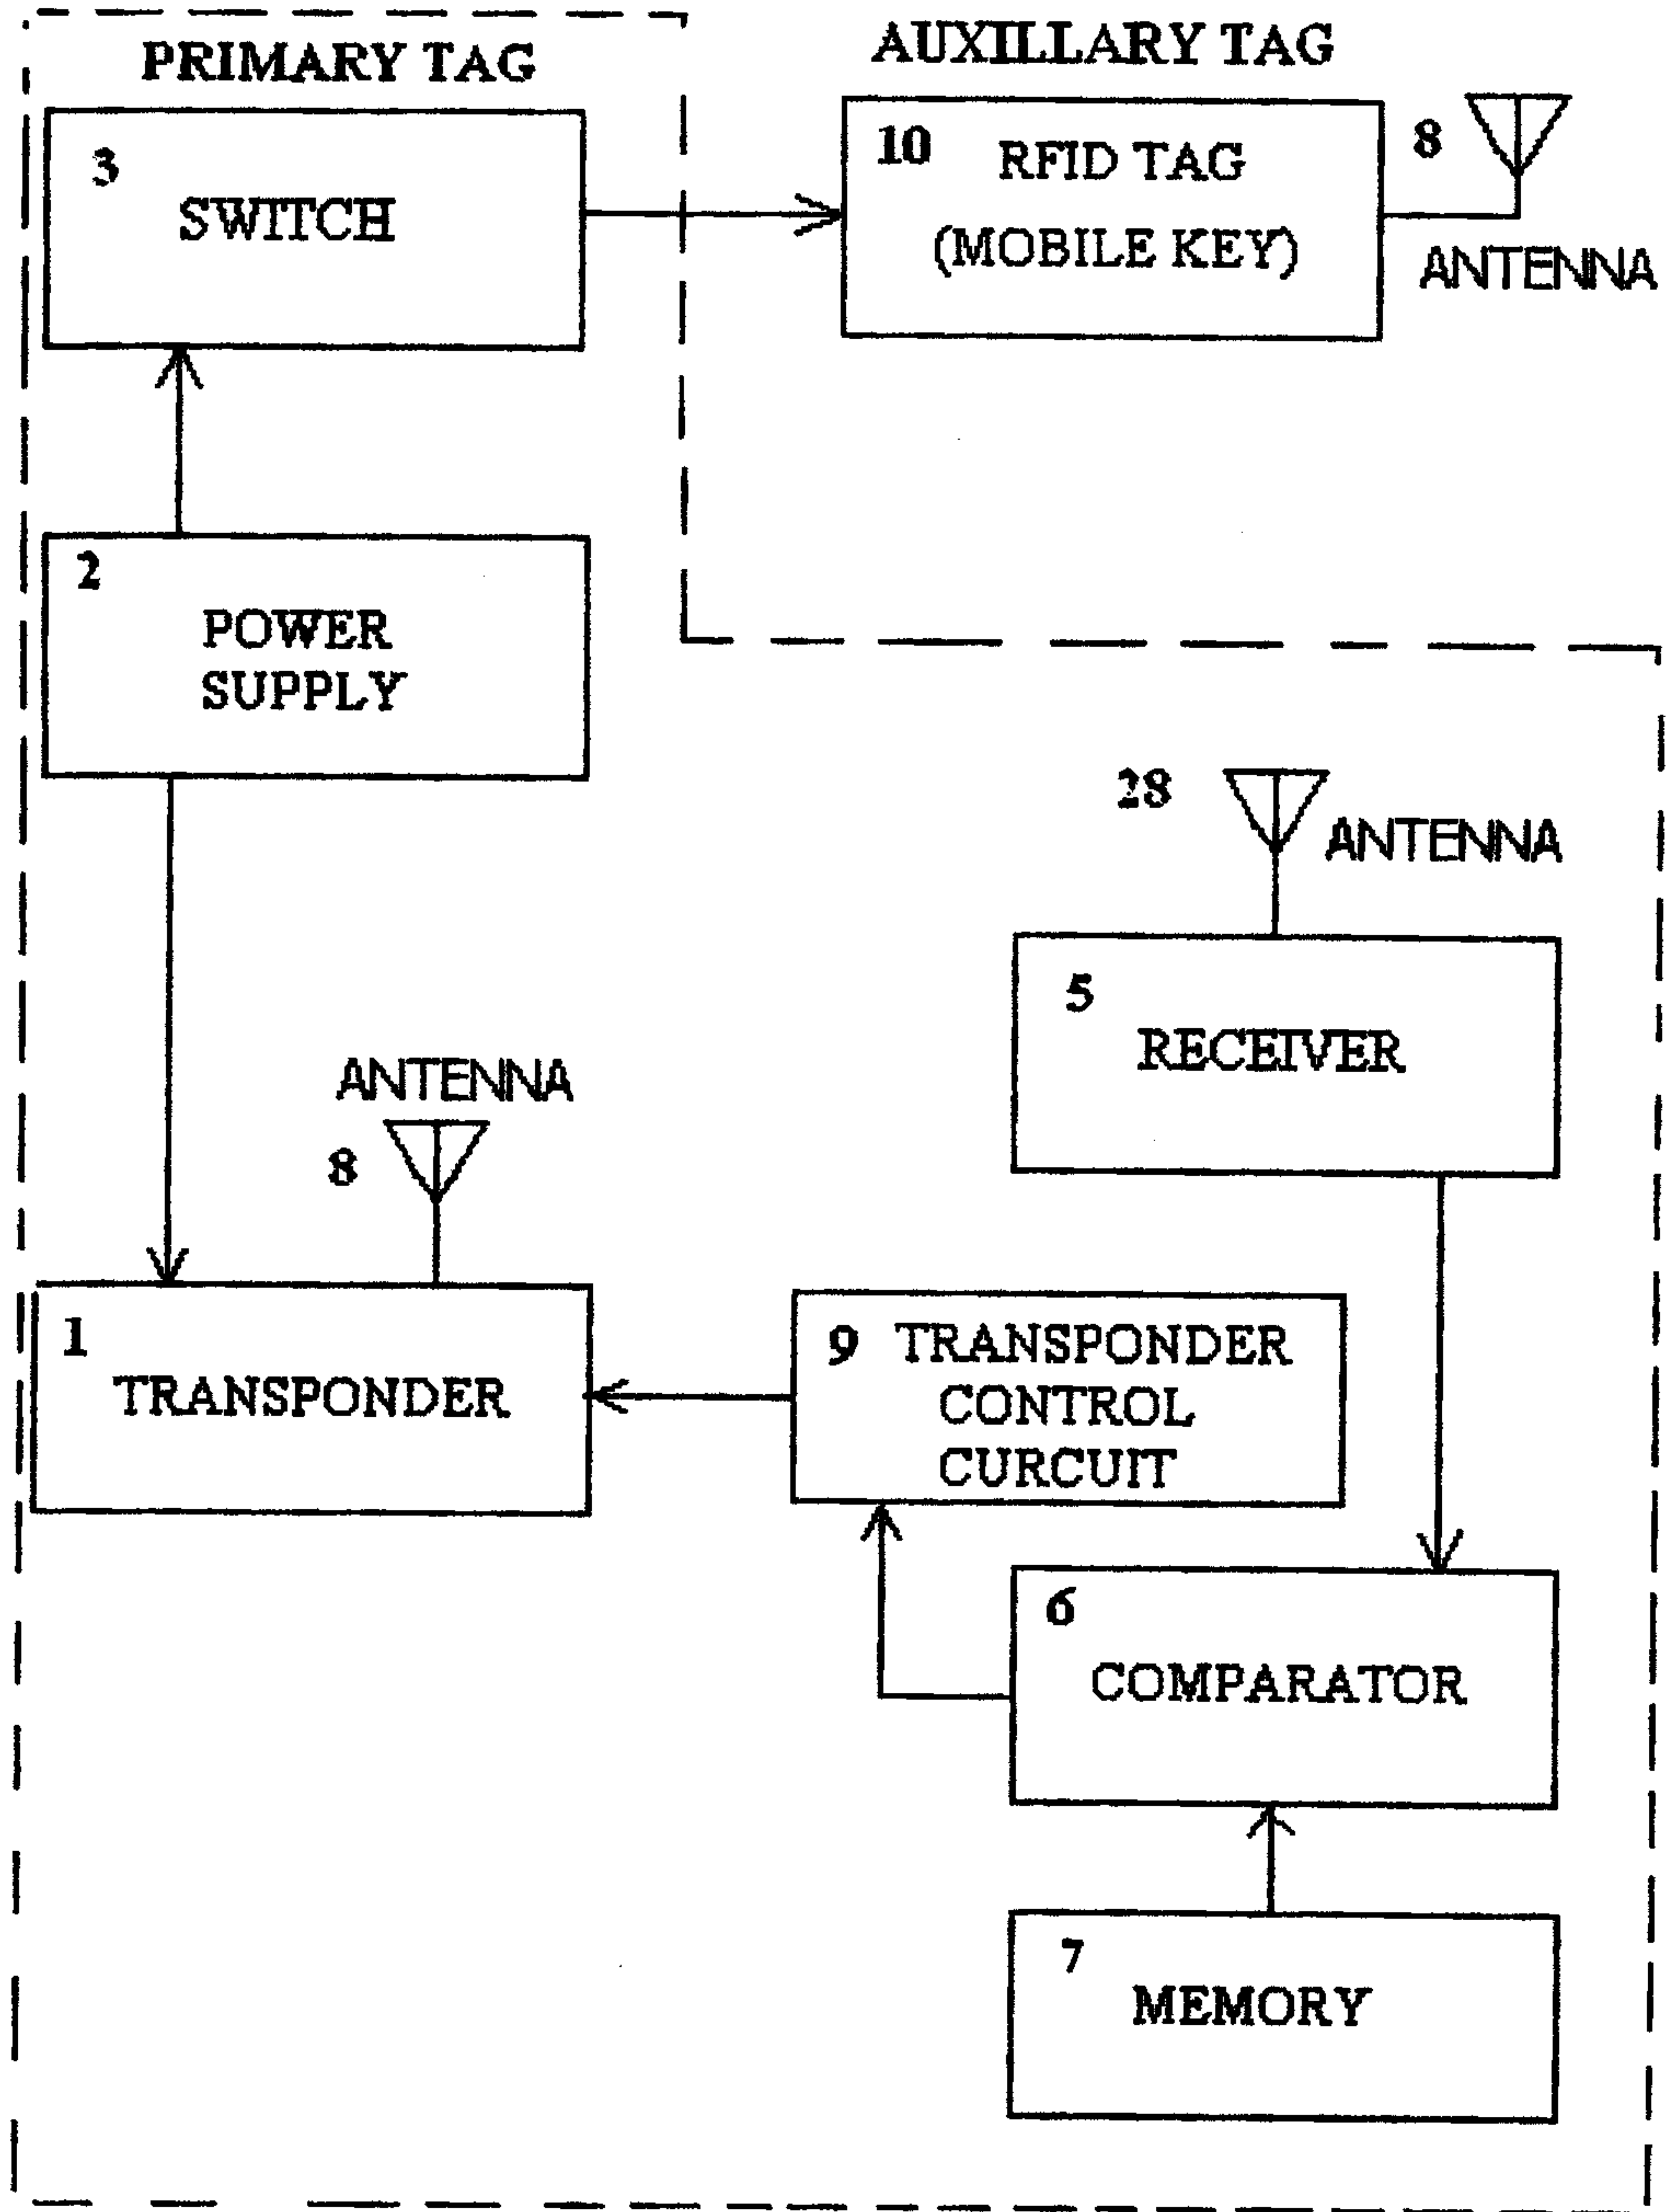 PRIMARY TAG
AUXILLARY TAG
3
SWITCH
10 RFID TAG
(MOBILE KEY)
8
ANTENNA
2
POWER
SUPPLY
28
ANTENNA
5
RECEIVER
ANTENNA
8
1
TRANSPONDER
9 TRANSPONDER
CONTROL
CURCUIT
6
COMPARATOR
7
MEMORY